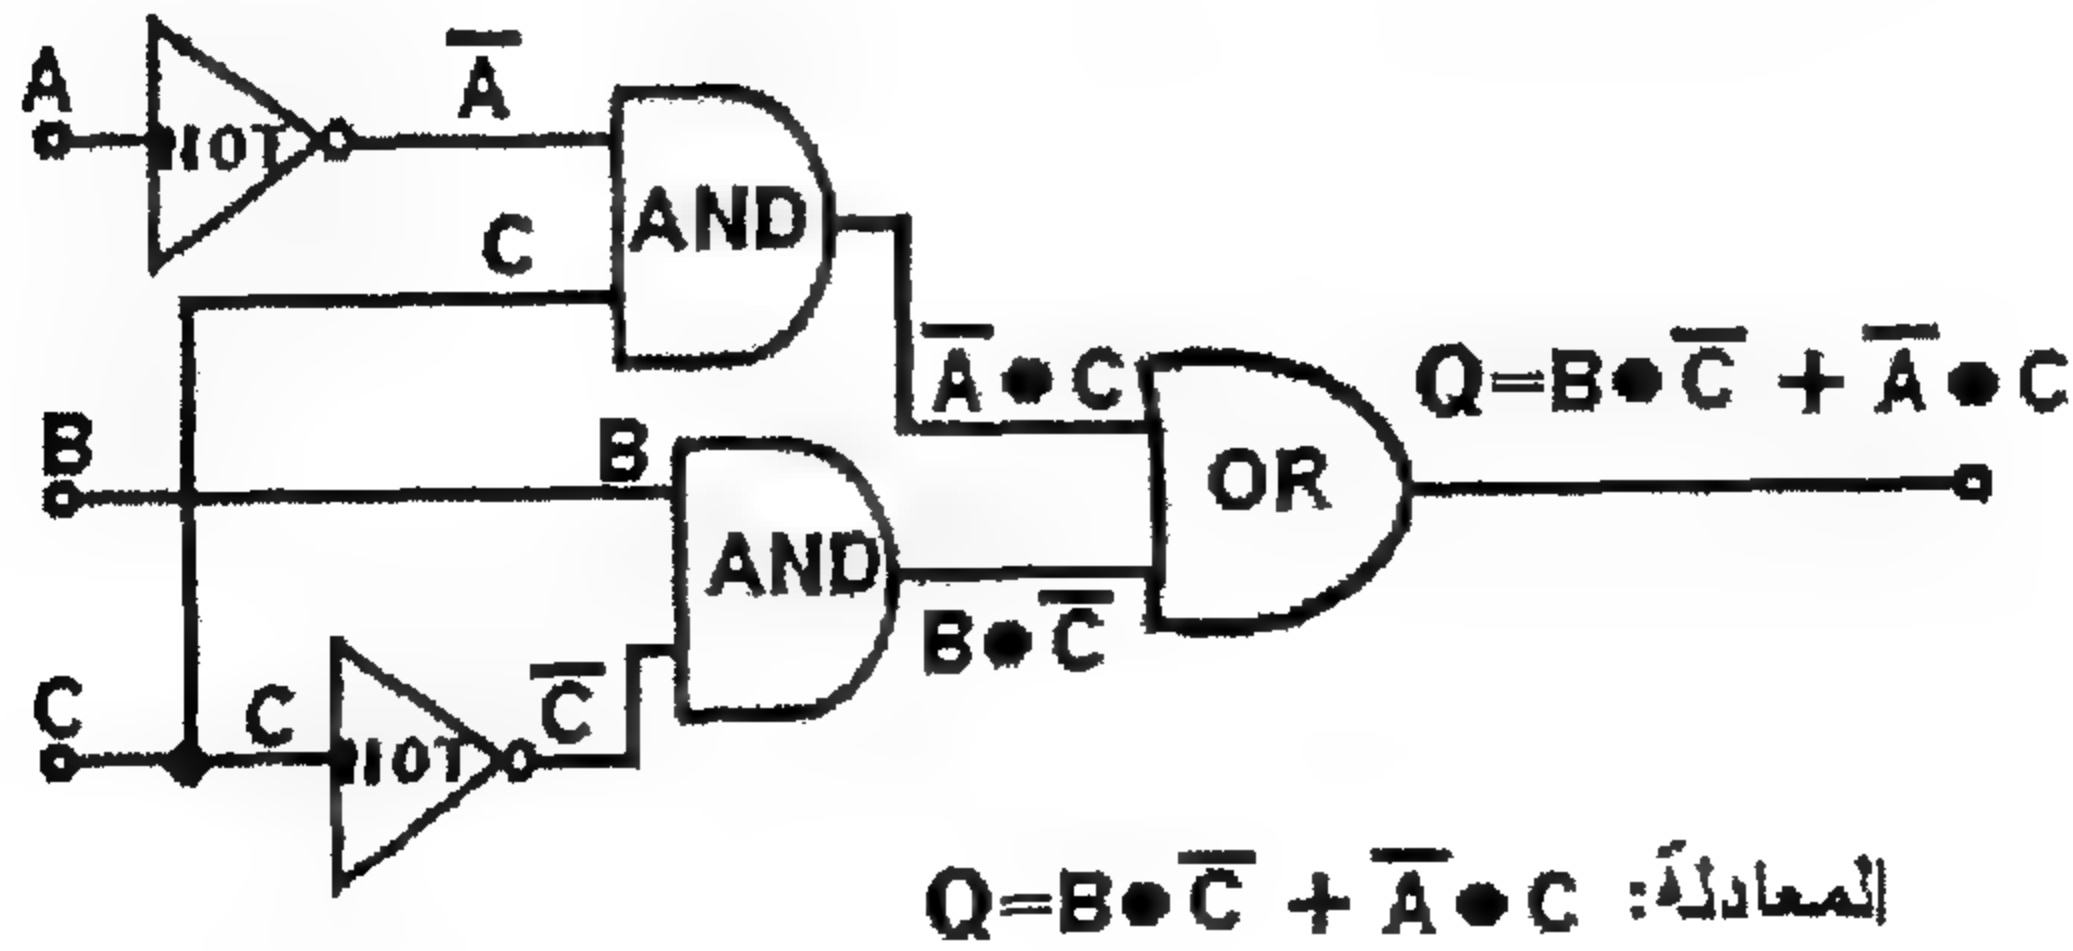 A
NOT
A̅
C
AND
A̅•C
Q=B•C̅ + A̅•C
B
B
AND
OR
B•C̅
C
C
NOT
C̅
المعادلة: Q=B•C̅ + A̅•C